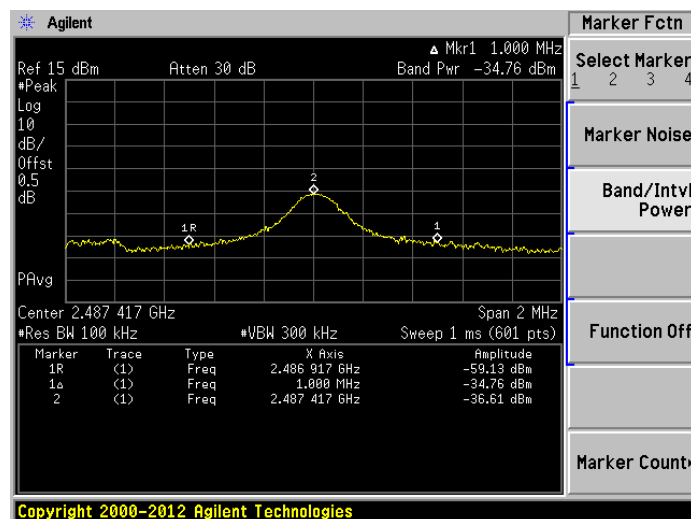 Agilent
Marker Fctn
Δ Mkr1 1.000 MHz
Ref 15 dBm Atten 30 dB Band Pwr -34.76 dBm
#Peak
Log
10
dB/
Offst
0.5
dB
2
1R
1
PAvg
Center 2.487 417 GHz Span 2 MHz
#Res BW 100 kHz #VBW 300 kHz Sweep 1 ms (601 pts)
Marker Trace Type X Axis Amplitude
1R (1) Freq 2.486 917 GHz -59.13 dBm
1Δ (1) Freq 1.000 MHz -34.76 dBm
2 (1) Freq 2.487 417 GHz -36.61 dBm
Select Marker
1 2 3 4
Marker Noise
Band/Intvl
Power
Function Off
Marker Count
Copyright 2000-2012 Agilent Technologies